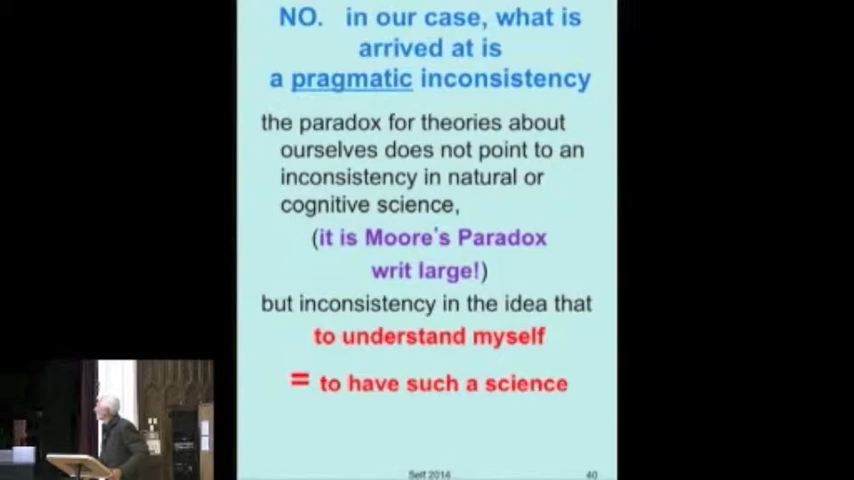 NO. in our case, what is
arrived at is
a pragmatic inconsistency
the paradox for theories about
ourselves does not point to an
inconsistency in natural or
cognitive science,
(it is Moore's Paradox
writ large!)
but inconsistency in the idea that
to understand myself
= to have such a science
Self 2014
40